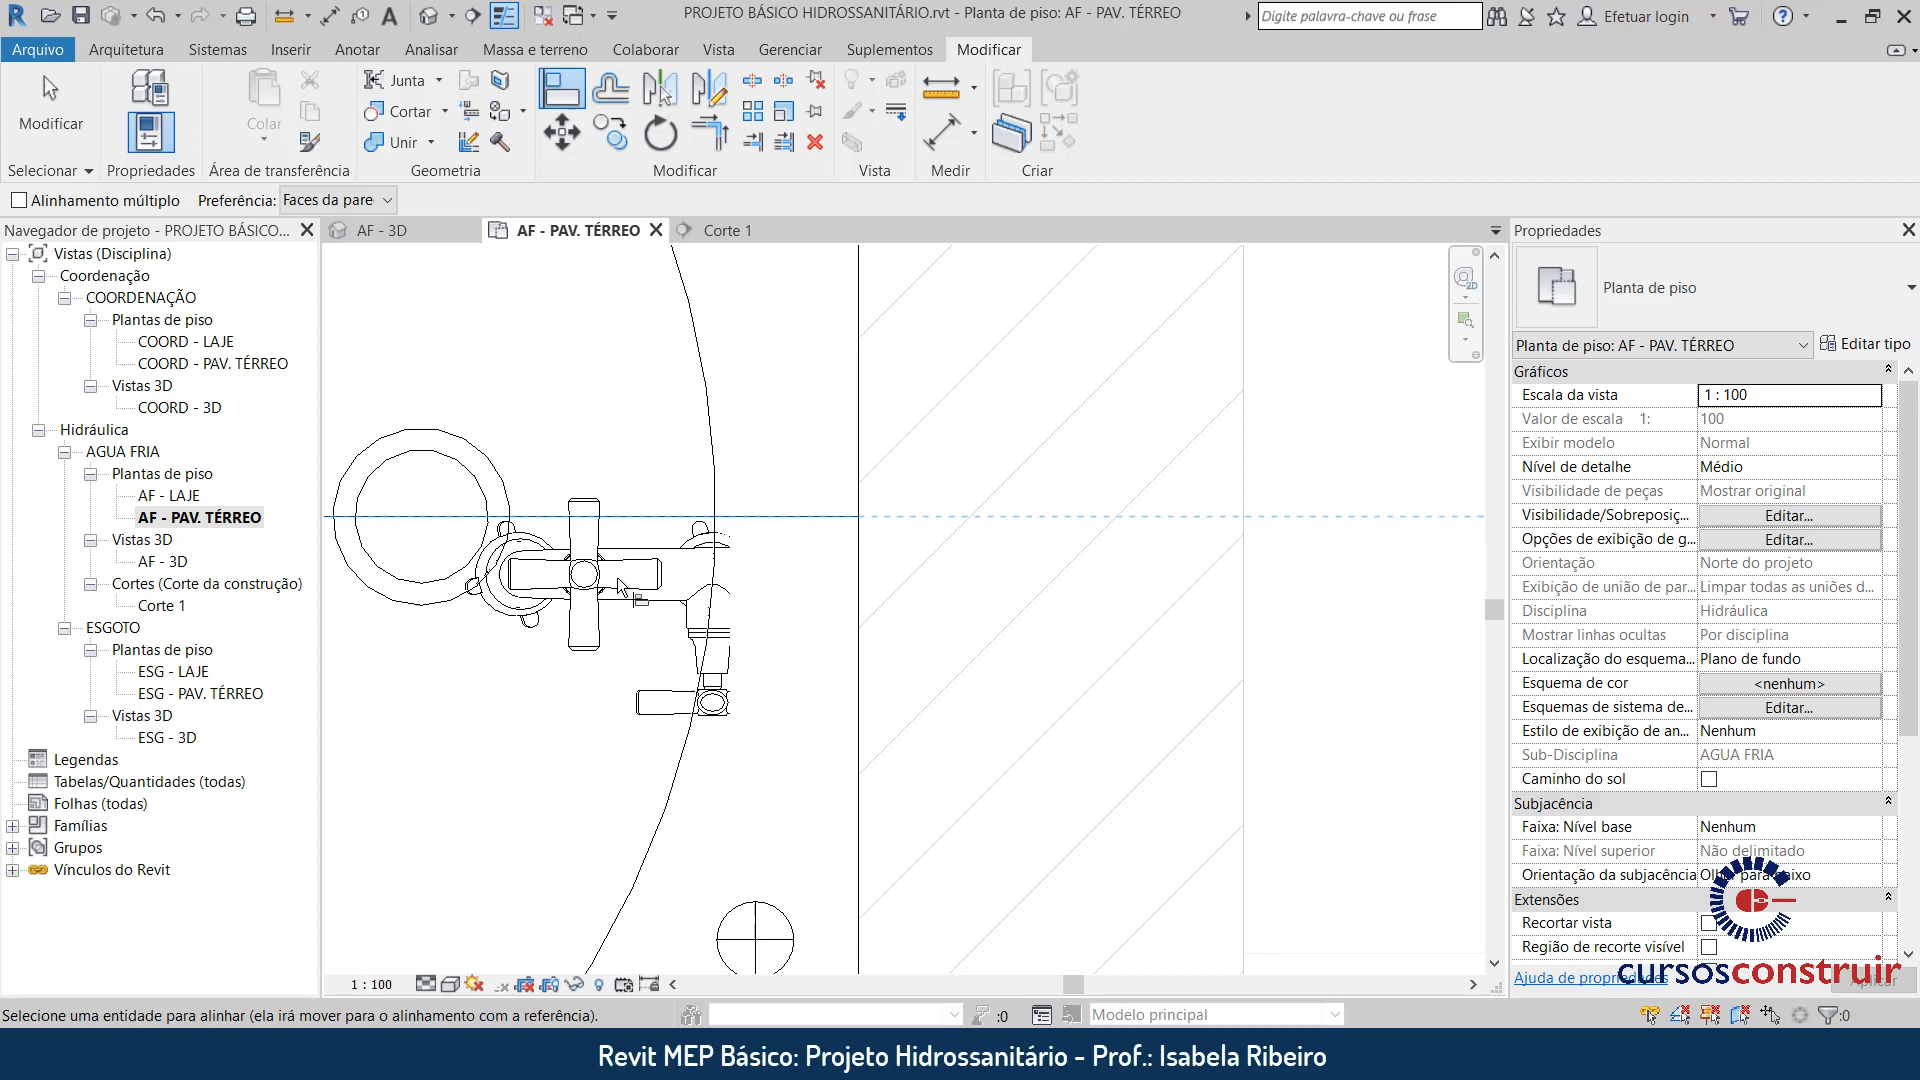 PROJETO BÁSICO HIDROSSANITÁRIO.rvt - Planta de piso: AF - PAV. TÉRREO
Digite palavra-chave ou frase
Efetuar login
Arquivo Arquitetura Sistemas Inserir Anotar Analisar Massa e terreno Colaborar Vista Gerenciar Suplementos Modificar
Modificar
Colar
Junta
Cortar
Unir
Selecionar Propriedades Área de transferência Geometria Modificar Vista Medir Criar
Alinhamento múltiplo Preferência: Faces da pare
Navegador de projeto - PROJETO BÁSICO...
AF - 3D
AF - PAV. TÉRREO
Corte 1
Propriedades
Vistas (Disciplina)
Coordenação
COORDENAÇÃO
Plantas de piso
COORD - LAJE
COORD - PAV. TÉRREO
Vistas 3D
COORD - 3D
Hidráulica
AGUA FRIA
Plantas de piso
AF - LAJE
AF - PAV. TÉRREO
Vistas 3D
AF - 3D
Cortes (Corte da construção)
Corte 1
ESGOTO
Plantas de piso
ESG - LAJE
ESG - PAV. TÉRREO
Vistas 3D
ESG - 3D
Legendas
Tabelas/Quantidades (todas)
Folhas (todas)
Famílias
Grupos
Vínculos do Revit
2D
Planta de piso
Planta de piso: AF - PAV. TÉRREO Editar tipo
Gráficos
Escala da vista 1 : 100
Valor de escala 1: 100
Exibir modelo Normal
Nível de detalhe Médio
Visibilidade de peças Mostrar original
Visibilidade/Sobreposiç... Editar...
Opções de exibição de g... Editar...
Orientação Norte do projeto
Exibição de união de par... Limpar todas as uniões d...
Disciplina Hidráulica
Mostrar linhas ocultas Por disciplina
Localização do esquema... Plano de fundo
Esquema de cor <nenhum>
Esquemas de sistema de... Editar...
Estilo de exibição de an... Nenhum
Sub-Disciplina AGUA FRIA
Caminho do sol
Subjacência
Faixa: Nível base Nenhum
Faixa: Nível superior Não delimitado
Orientação da subjacência Olhar para baixo
Extensões
Recortar vista
Região de recorte visível
Ajuda de propriedades
Aplicar
cursosconstruir
1 : 100
Selecione uma entidade para alinhar (ela irá mover para o alinhamento com a referência).
:0
Modelo principal
:0
Revit MEP Básico: Projeto Hidrossanitário - Prof.: Isabela Ribeiro